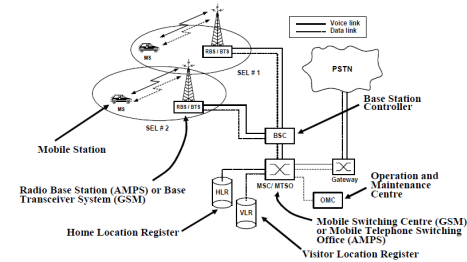 Voice link
Data link
MS
RBS / BTS
SEL # 1
PSTN
MS
RBS / BTS
SEL # 2
Base Station
Controller
BSC
Mobile Station
Radio Base Station (AMPS) or Base
Transceiver System (GSM)
MSC/ MTSO
Gateway
Operation and
Maintenance
Centre
HLR
OMC
VLR
Mobile Switching Centre (GSM)
or Mobile Telephone Switching
Office (AMPS)
Home Location Register
Visitor Location Register